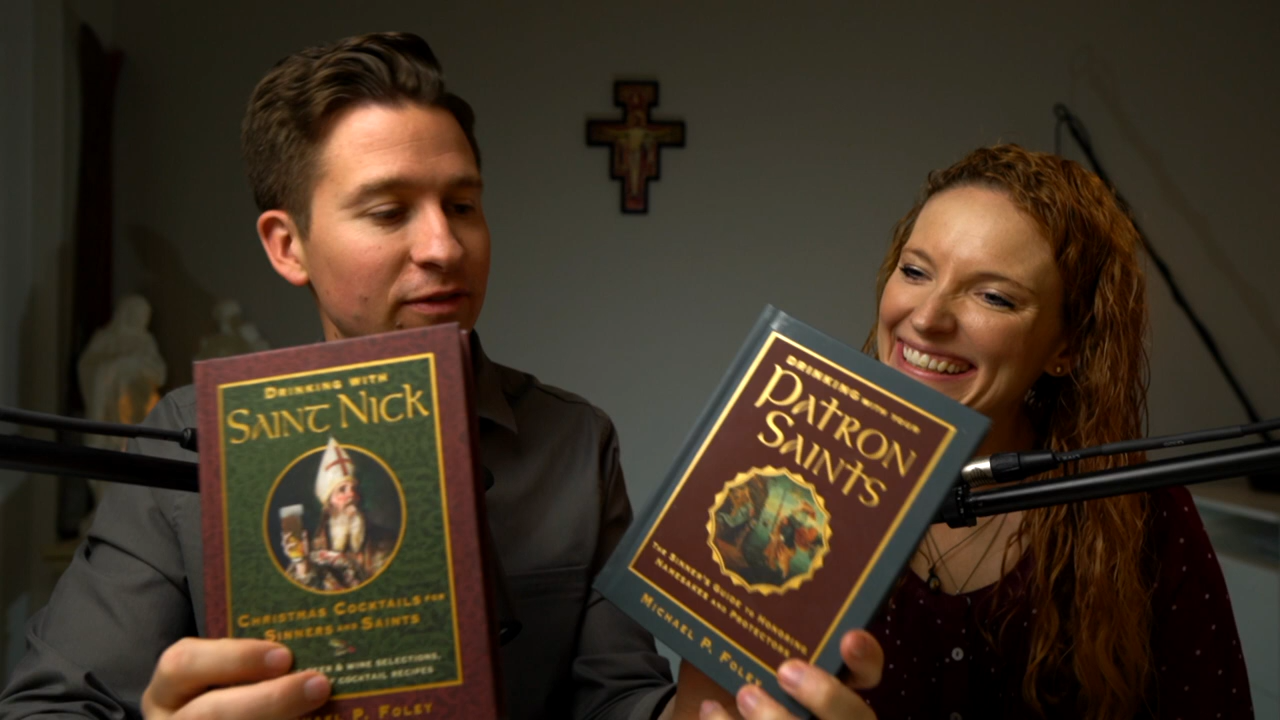 DRINKING WITH
SAINT NICK
CHRISTMAS COCKTAILS FOR
SINNERS AND SAINTS
& WINE SELECTIONS,
COCKTAIL RECIPES
P. FOLEY
DRINKING WITH YOUR
PATRON
SAINTS
THE SINNER'S GUIDE TO HONORING
NAMESAKES AND PROTECTORS
MICHAEL P. FOLEY